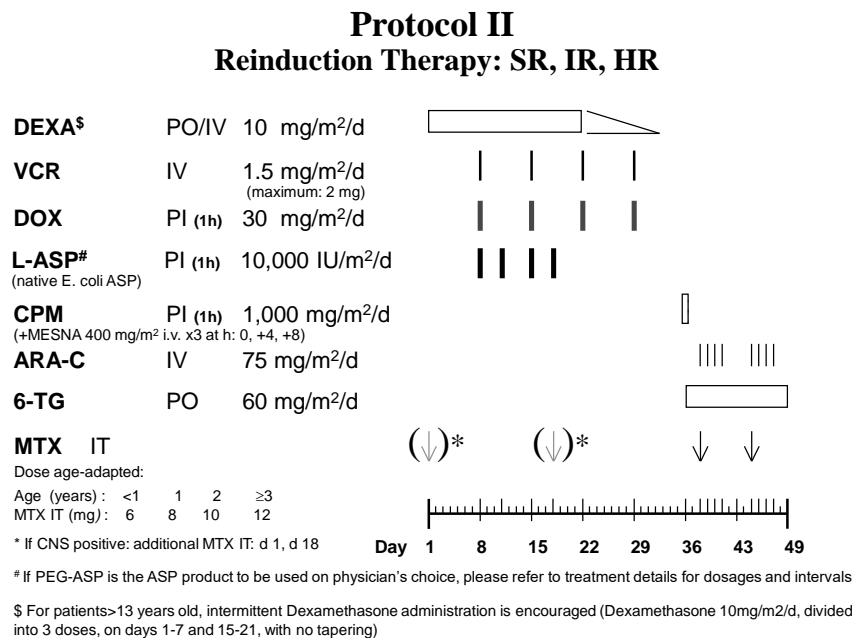 Protocol II
Reinduction Therapy: SR, IR, HR
DEXA$ PO/IV 10 mg/m2/d
VCR IV 1.5 mg/m2/d
(maximum: 2 mg)
DOX PI (1h) 30 mg/m2/d
L-ASP# PI (1h) 10,000 IU/m2/d
(native E. coli ASP)
CPM PI (1h) 1,000 mg/m2/d
(+MESNA 400 mg/m2 i.v. x3 at h: 0, +4, +8)
ARA-C IV 75 mg/m2/d
6-TG PO 60 mg/m2/d
MTX IT ( )* ( )*
Dose age-adapted:
Age (years) : <1 1 2 ≥3
MTX IT (mg) : 6 8 10 12
* If CNS positive: additional MTX IT: d 1, d 18
Day 1 8 15 22 29 36 43 49
# If PEG-ASP is the ASP product to be used on physician's choice, please refer to treatment details for dosages and intervals
$ For patients>13 years old, intermittent Dexamethasone administration is encouraged (Dexamethasone 10mg/m2/d, divided
into 3 doses, on days 1-7 and 15-21, with no tapering)